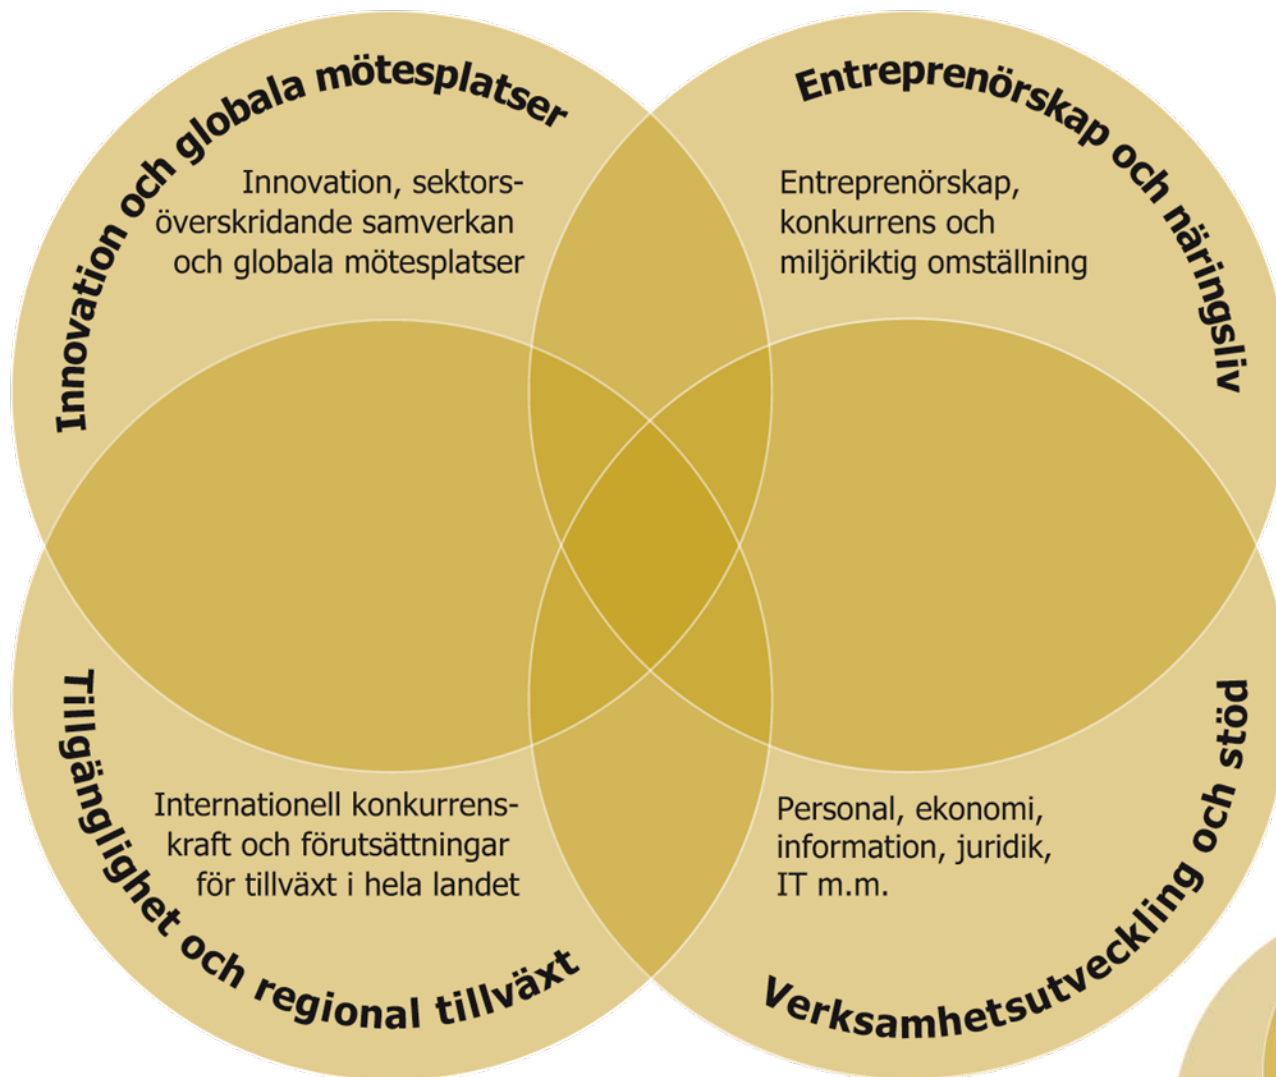 Innovation och globala mötesplatser
Innovation, sektors-
överskridande samverkan
och globala mötesplatser
Entreprenörskap och näringsliv
Entreprenörskap,
konkurrens och
miljöriktig omställning
Tillgänglighet och regional tillväxt
Internationell konkurrens-
kraft och förutsättningar
för tillväxt i hela landet
Verksamhetsutveckling och stöd
Personal, ekonomi,
information, juridik,
IT m.m.